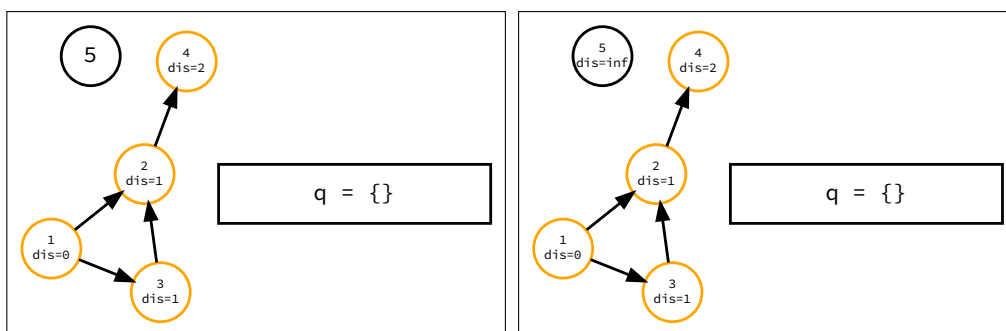 5
4
dis=2
2
dis=1
q = {}
1
dis=0
3
dis=1
5
dis=inf
4
dis=2
2
dis=1
q = {}
1
dis=0
3
dis=1